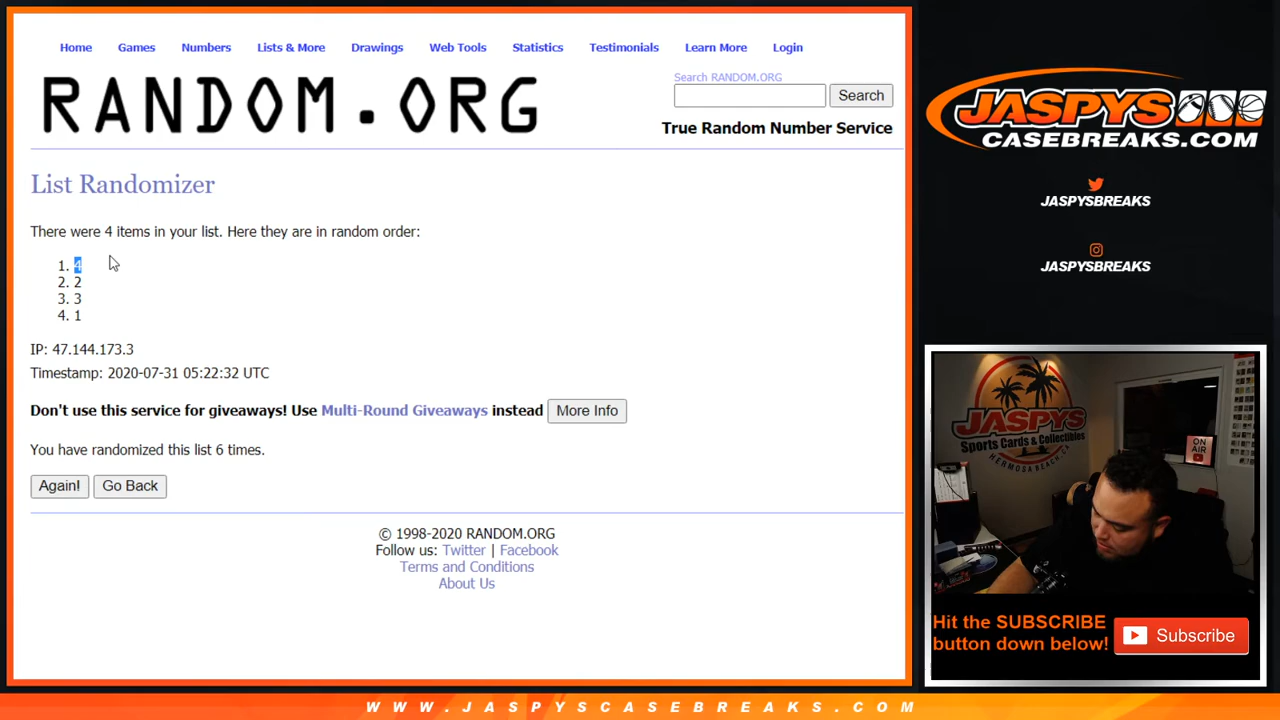 Home Games Numbers Lists & More Drawings Web Tools Statistics Testimonials Learn More Login
RANDOM.ORG
Search RANDOM.ORG
Search
True Random Number Service
List Randomizer
There were 4 items in your list. Here they are in random order:
1. 4
2. 2
3. 3
4. 1
IP: 47.144.173.3
Timestamp: 2020-07-31 05:22:32 UTC
Don't use this service for giveaways! Use Multi-Round Giveaways instead More Info
You have randomized this list 6 times.
Again! Go Back
© 1998-2020 RANDOM.ORG
Follow us: Twitter | Facebook
Terms and Conditions
About Us
JASPYS
CASEBREAKS.COM
JASPYSBREAKS
JASPYSBREAKS
JASPYS
Sports Cards & Collectibles
HERMOSA BEACH, CA
ON AIR
Hit the SUBSCRIBE
button down below!
Subscribe
WWW.JASPYSCASEBREAKS.COM